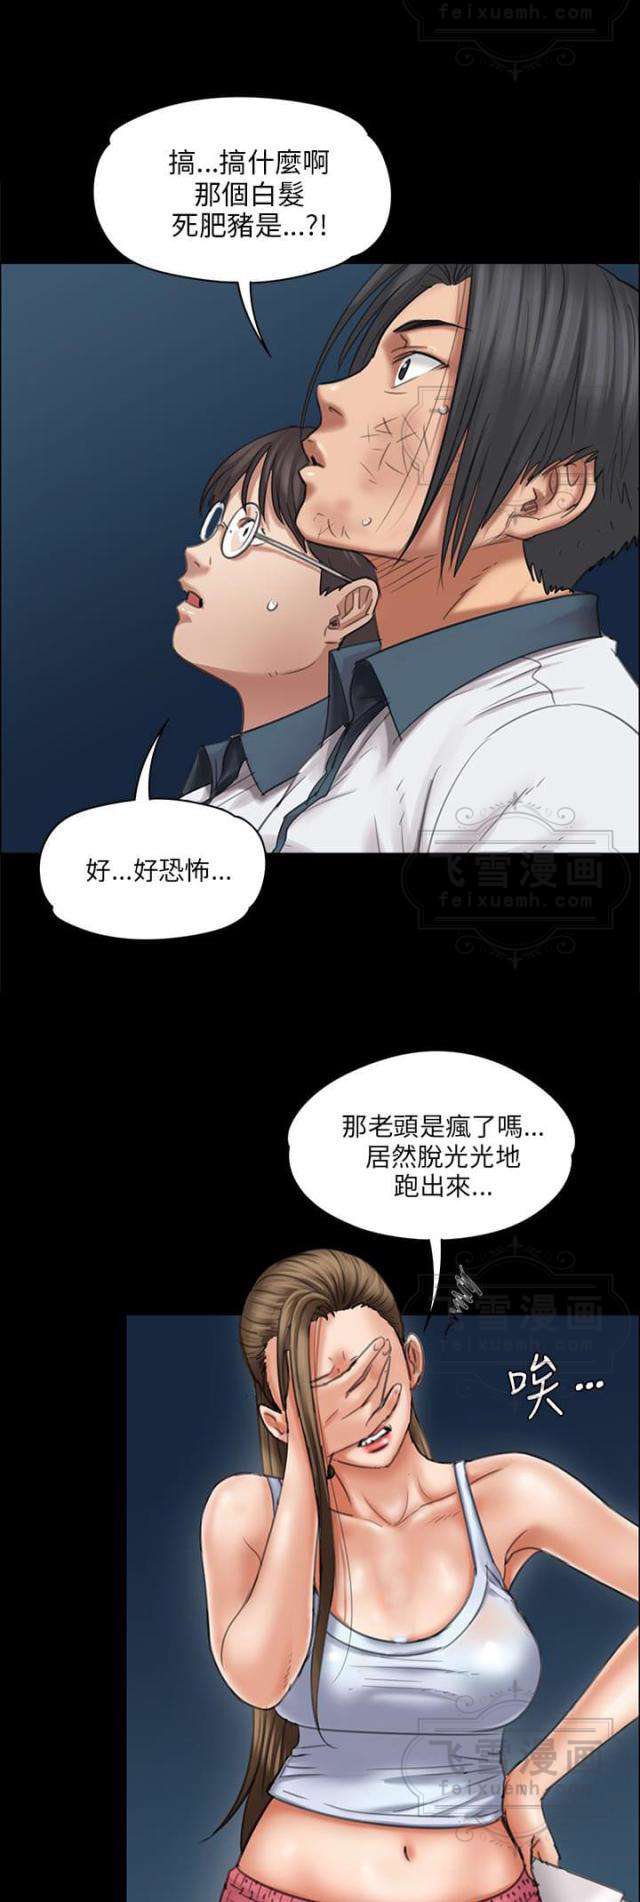 feixuemh.com
搞...搞什麼啊
那個白髮
死肥豬是...?!
飞雪漫画
feixuemh.com
好...好恐怖...
那老頭是瘋了嗎...
居然脫光光地
跑出來...
飞雪漫画
feixuemh.com
唉...
飞雪漫画
feixuemh.com